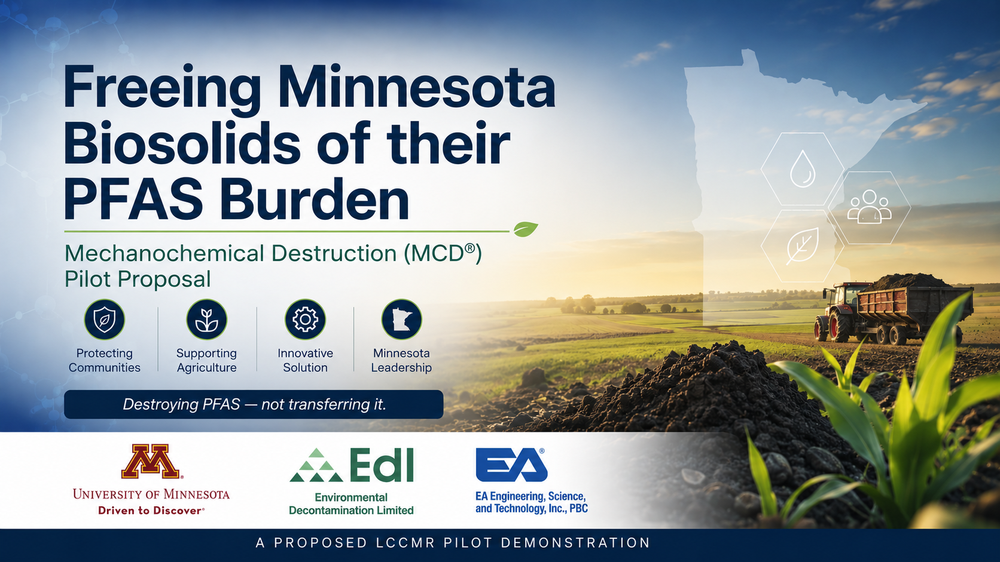 Freeing Minnesota
Biosolids of their
PFAS Burden
Mechanochemical Destruction (MCD®)
Pilot Proposal
Protecting
Communities
Supporting
Agriculture
Innovative
Solution
Minnesota
Leadership
Destroying PFAS — not transferring it.
M
UNIVERSITY OF MINNESOTA
Driven to Discover®
Edl
Environmental
Decontamination Limited
EA®
EA Engineering, Science,
and Technology, Inc., PBC
A PROPOSED LCCMR PILOT DEMONSTRATION